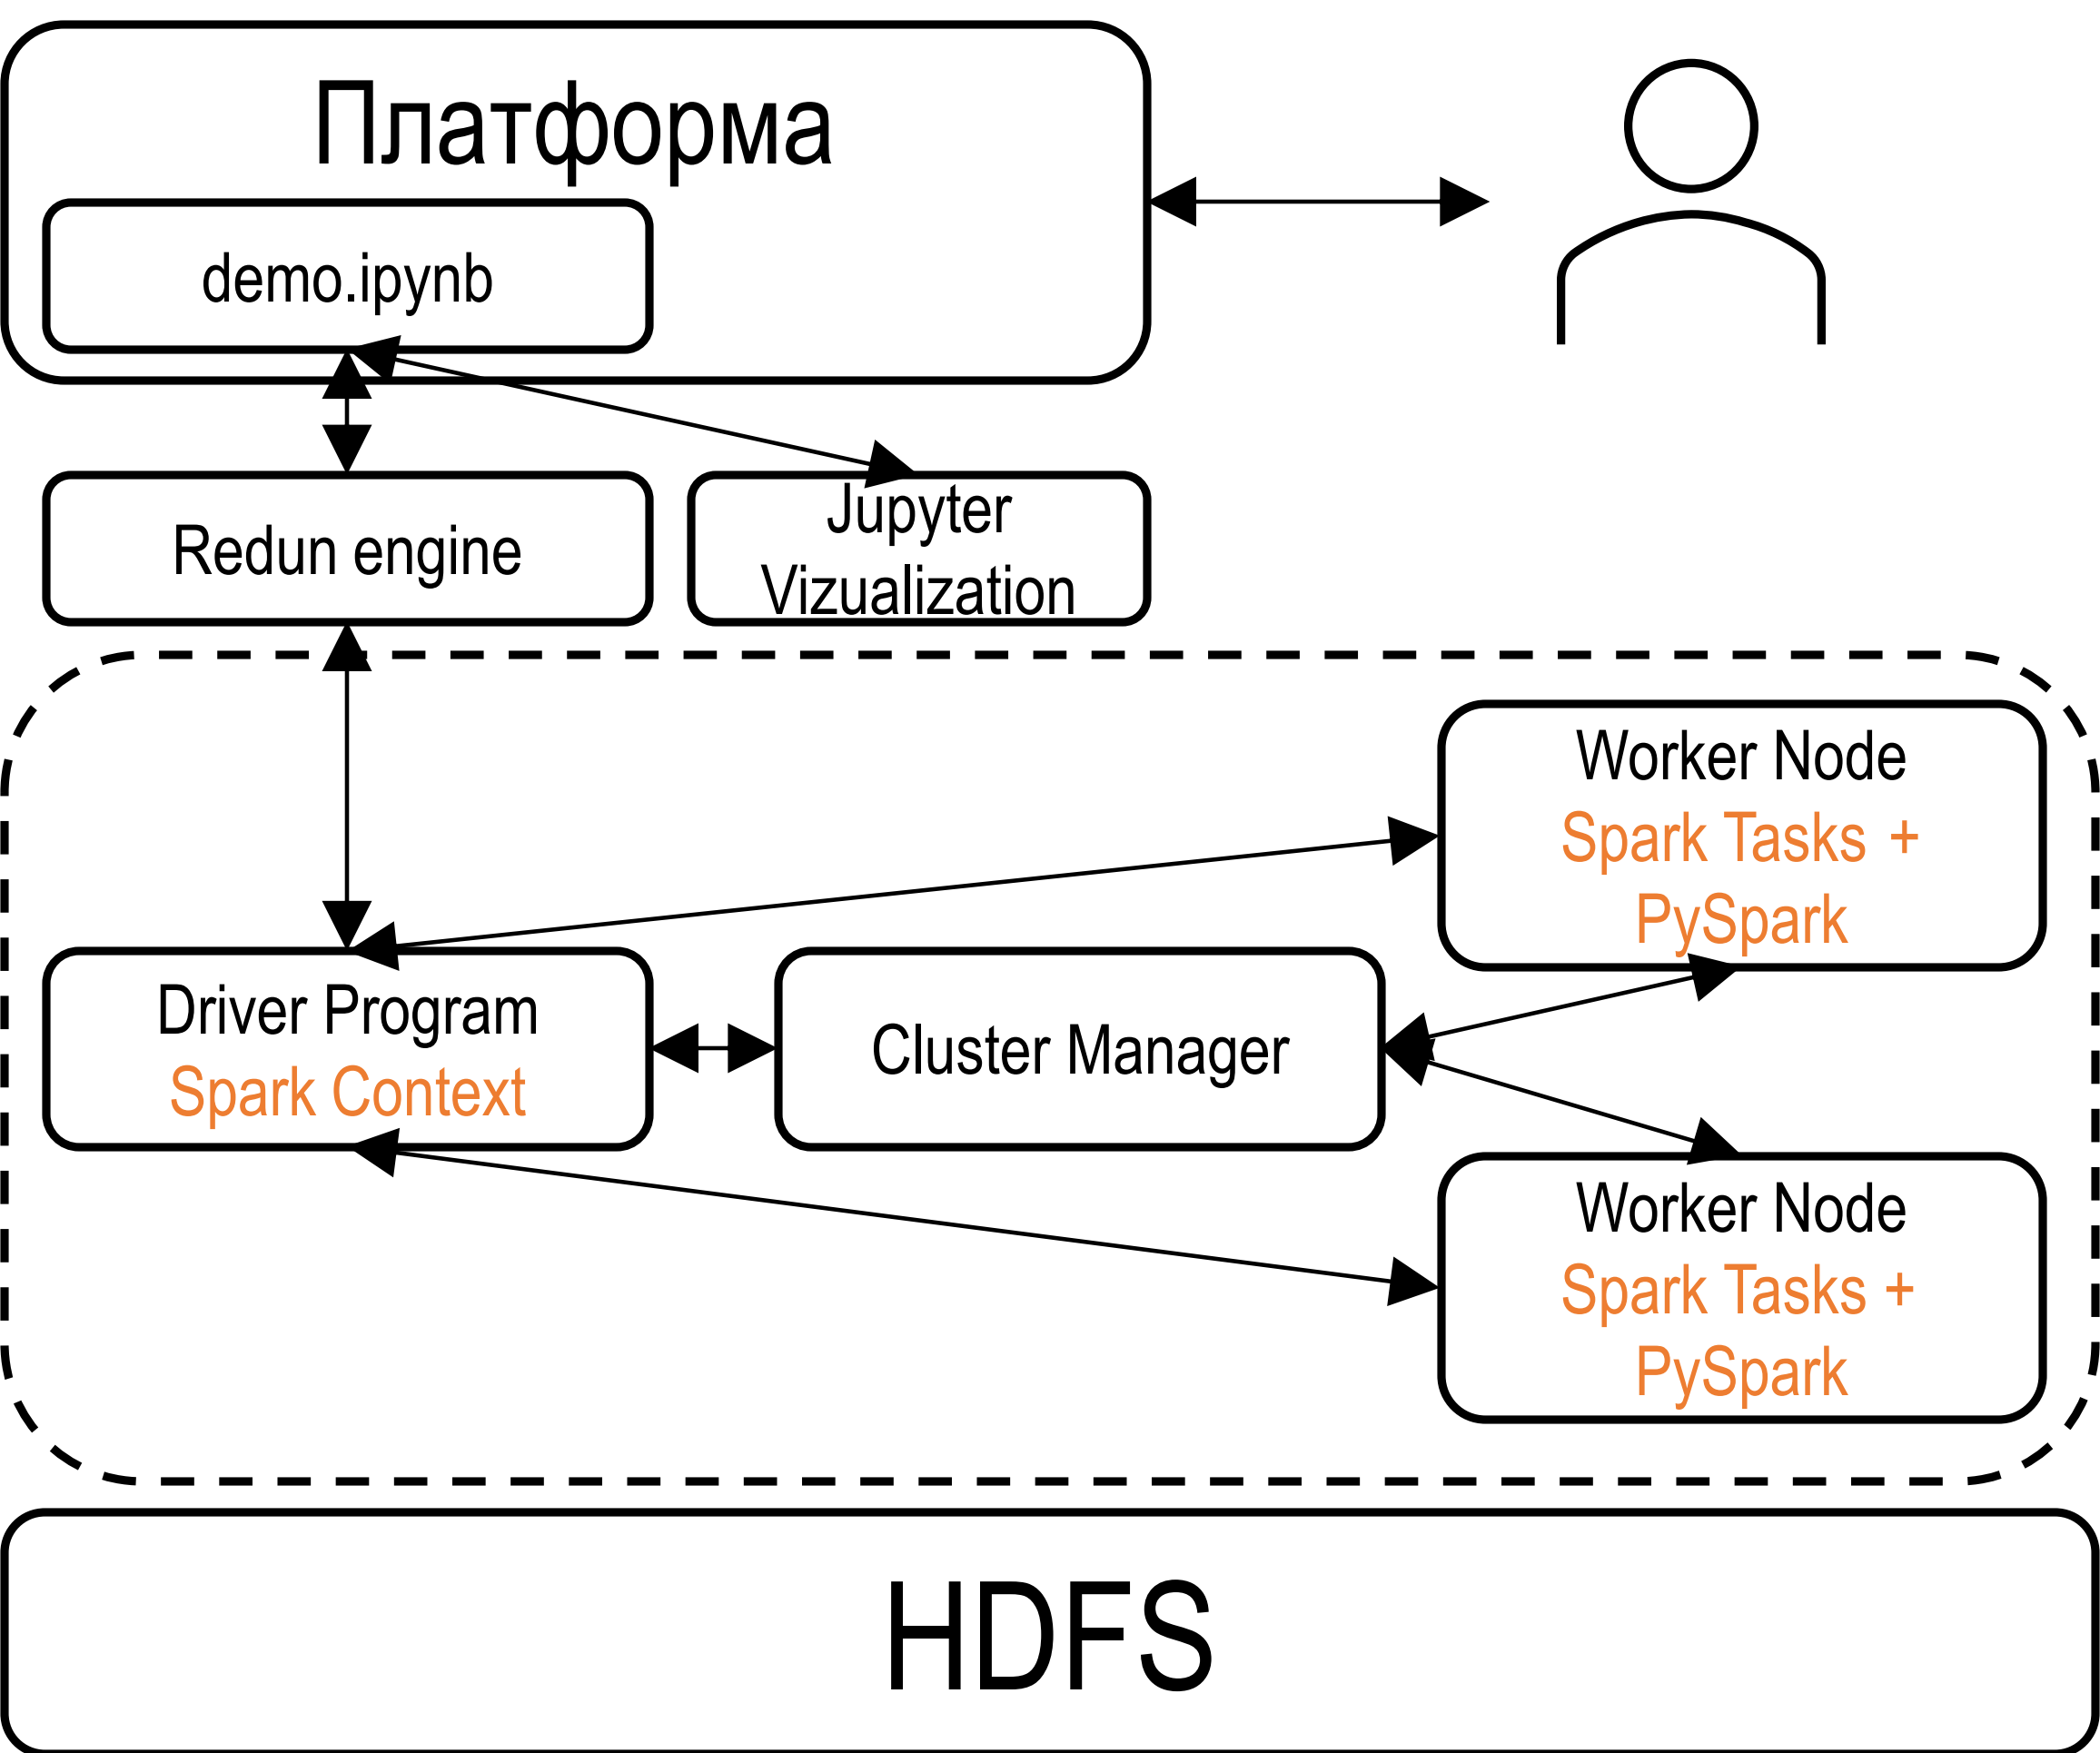 Платформа
demo.ipynb
Redun engine
Jupyter
Vizualization
Worker Node
Spark Tasks +
PySpark
Driver Program
Spark Context
Cluster Manager
Worker Node
Spark Tasks +
PySpark
HDFS